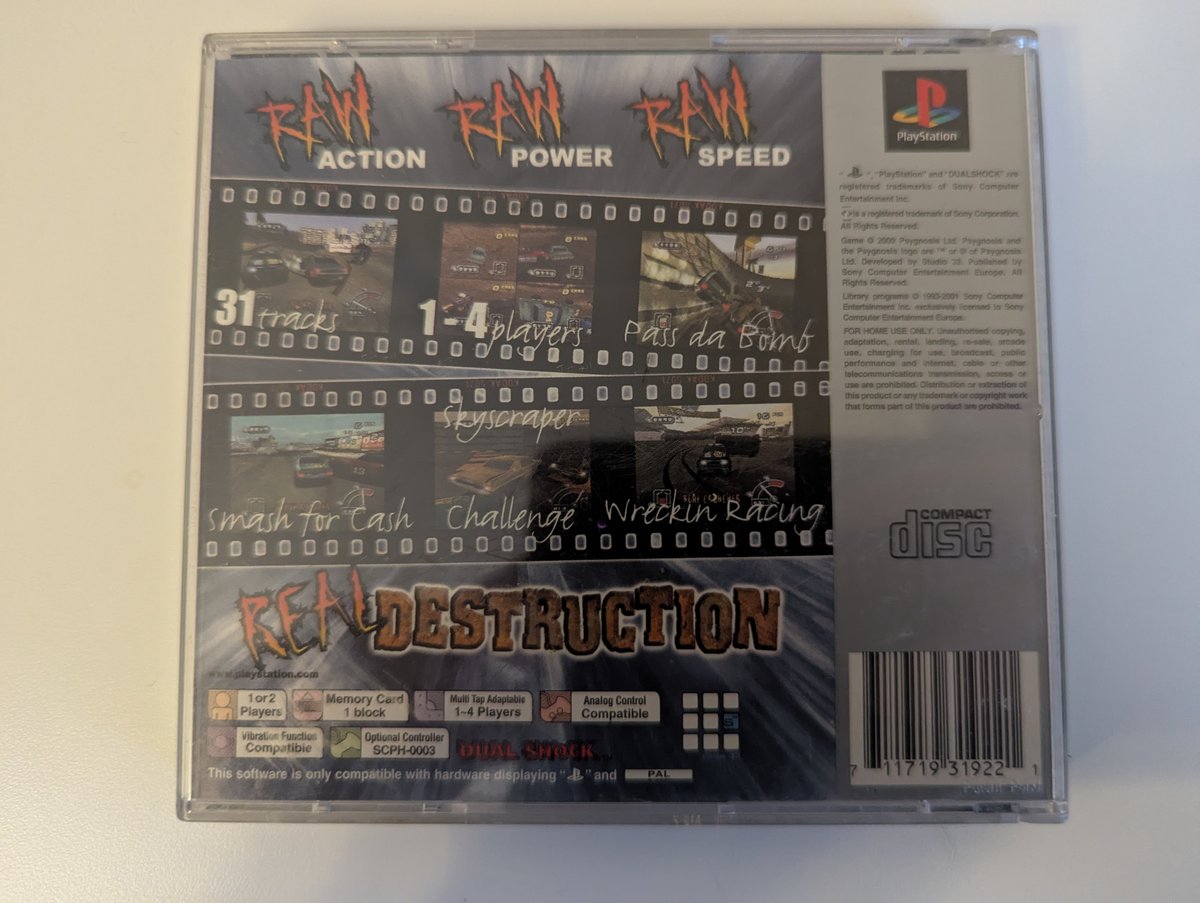 RAW ACTION
RAW POWER
RAW SPEED
31 tracks
1-4 players
Pass da Bomb
Smash for Cash
Skyscraper
Challenge
Wreckin' Racing
REAL DESTRUCTION
www.playstation.com
1 or 2
Players
Memory Card
1 block
Multi Tap Adaptable
1-4 Players
Analog Control
Compatible
Vibration Function
Compatible
Optional Controller
SCPH-0003
DUAL SHOCK
This software is only compatible with hardware displaying " " and PAL
PlayStation
" ", "PlayStation" and "DUALSHOCK" are
registered trademarks of Sony Computer
Entertainment Inc.
is a registered trademark of Sony Corporation.
All Rights Reserved.
Game © 2000 Psygnosis Ltd. Psygnosis and
the Psygnosis logo are ™ or ® of Psygnosis
Ltd. Developed by Studio 33. Published by
Sony Computer Entertainment Europe. All
Rights Reserved.
Library programs © 1993-2001 Sony Computer
Entertainment Inc. exclusively licensed to Sony
Computer Entertainment Europe.
FOR HOME USE ONLY. Unauthorised copying,
adaptation, rental, lending, re-sale, arcade
use, charging for use, broadcast, public
performance and internet, cable or other
telecommunications transmission, access or
use are prohibited. Distribution or extraction of
this product or any trademark or copyright work
that forms part of this product are prohibited.
COMPACT
disc
7 11719 31922 1